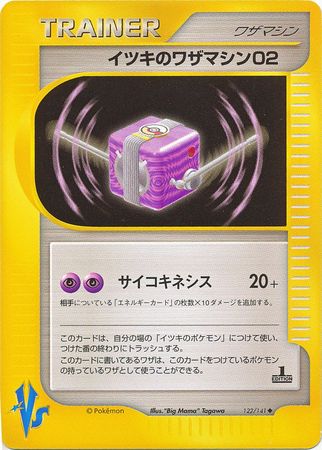 TRAINER
ワザマシン
イツキのワザマシン02
サイコキネシス 20+
相手についている「エネルギーカード」の枚数×10ダメージを追加する。
このカードは、自分の場の「イツキのポケモン」につけて使い、
つけた番の終わりにトラッシュする。
このカードに書いてあるワザは、このカードをつけたポケモンの
持っているワザとして使うことができる。
1
EDITION
VS
© Pokémon
Illus."Big Mama" Tagawa
122/141◆